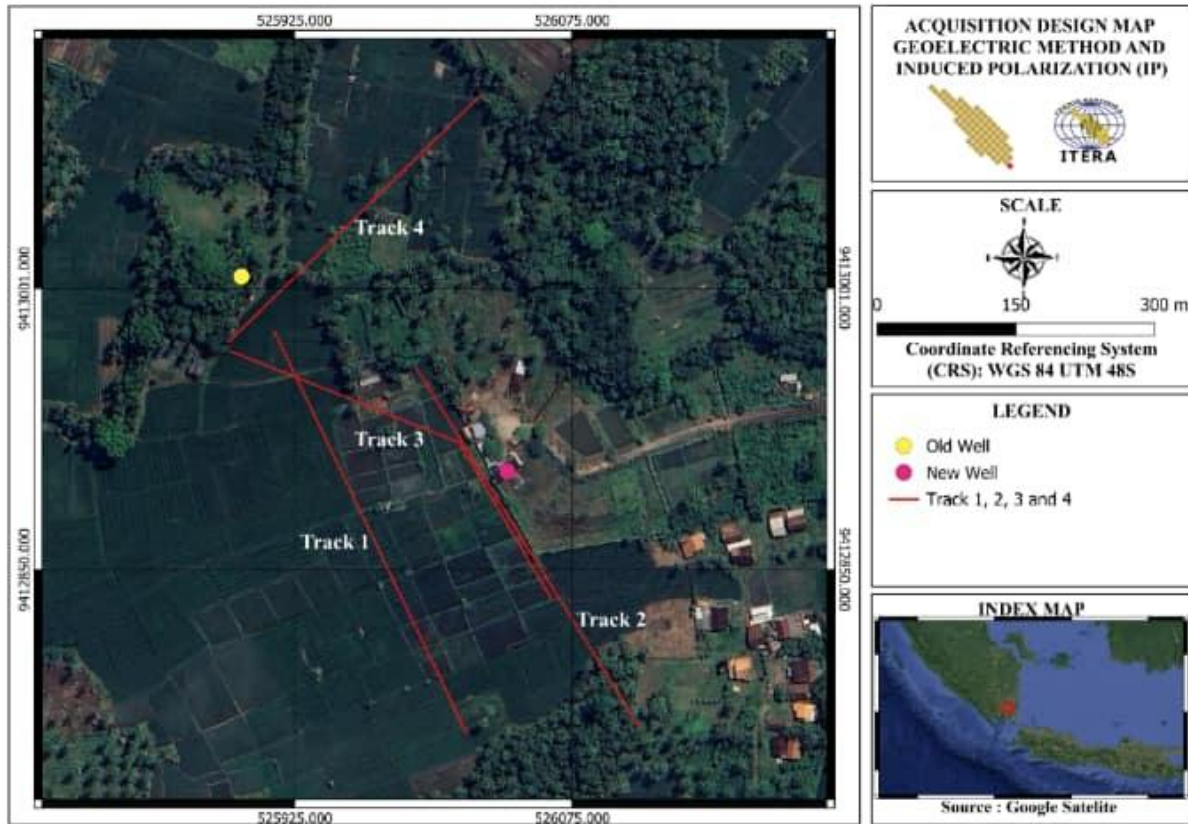 525925.000
526075.000
9413001.000
9412850.000
Track 4
Track 3
Track 1
Track 2
9413001.000
9412850.000
525925.000
526075.000
ACQUISITION DESIGN MAP
GEOELECTRIC METHOD AND
INDUCED POLARIZATION (IP)
ITERA
SCALE
0 150 300 m
Coordinate Referencing System
(CRS): WGS 84 UTM 48S
LEGEND
Old Well
New Well
Track 1, 2, 3 and 4
INDEX MAP
Source : Google Satelite